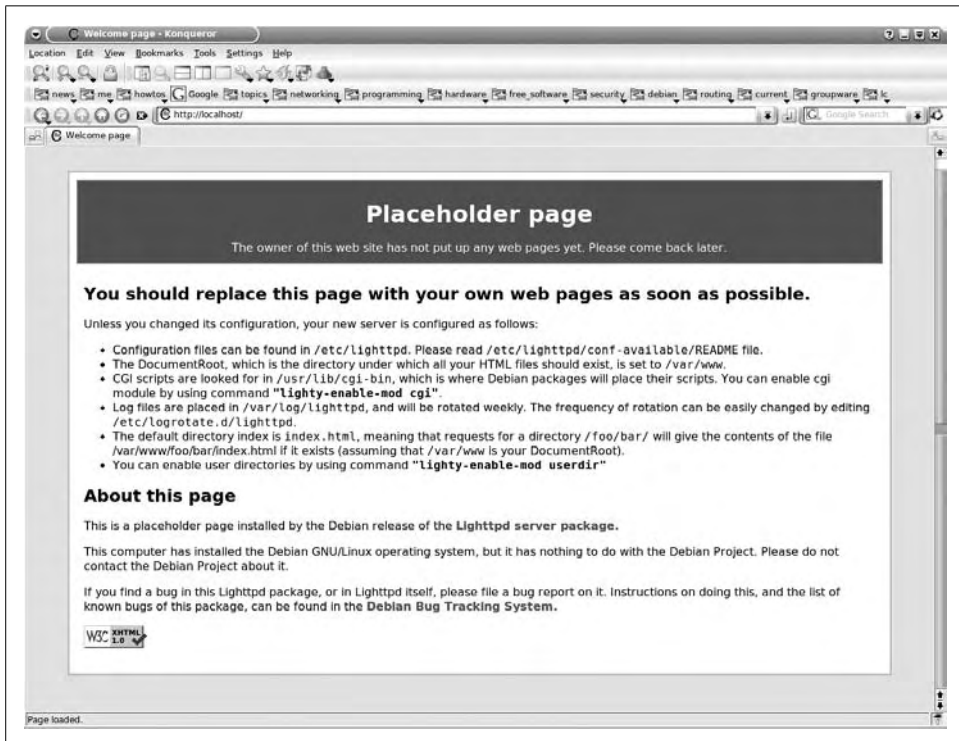 Welcome page - Konqueror
Location Edit View Bookmarks Tools Settings Help
news me howtos Google topics networking programming hardware free_software security debian routing current groupware lc
http://localhost/
Google Search
Welcome page
Placeholder page
The owner of this web site has not put up any web pages yet. Please come back later.
You should replace this page with your own web pages as soon as possible.
Unless you changed its configuration, your new server is configured as follows:
• Configuration files can be found in /etc/lighttpd. Please read /etc/lighttpd/conf-available/README file.
• The DocumentRoot, which is the directory under which all your HTML files should exist, is set to /var/www.
• CGI scripts are looked for in /usr/lib/cgi-bin, which is where Debian packages will place their scripts. You can enable cgi
module by using command "lighty-enable-mod cgi".
• Log files are placed in /var/log/lighttpd, and will be rotated weekly. The frequency of rotation can be easily changed by editing
/etc/logrotate.d/lighttpd.
• The default directory index is index.html, meaning that requests for a directory /foo/bar/ will give the contents of the file
/var/www/foo/bar/index.html if it exists (assuming that /var/www is your DocumentRoot).
• You can enable user directories by using command "lighty-enable-mod userdir"
About this page
This is a placeholder page installed by the Debian release of the Lighttpd server package.
This computer has installed the Debian GNU/Linux operating system, but it has nothing to do with the Debian Project. Please do not
contact the Debian Project about it.
If you find a bug in this Lighttpd package, or in Lighttpd itself, please file a bug report on it. Instructions on doing this, and the list of
known bugs of this package, can be found in the Debian Bug Tracking System.
W3C XHTML
1.0
Page loaded.